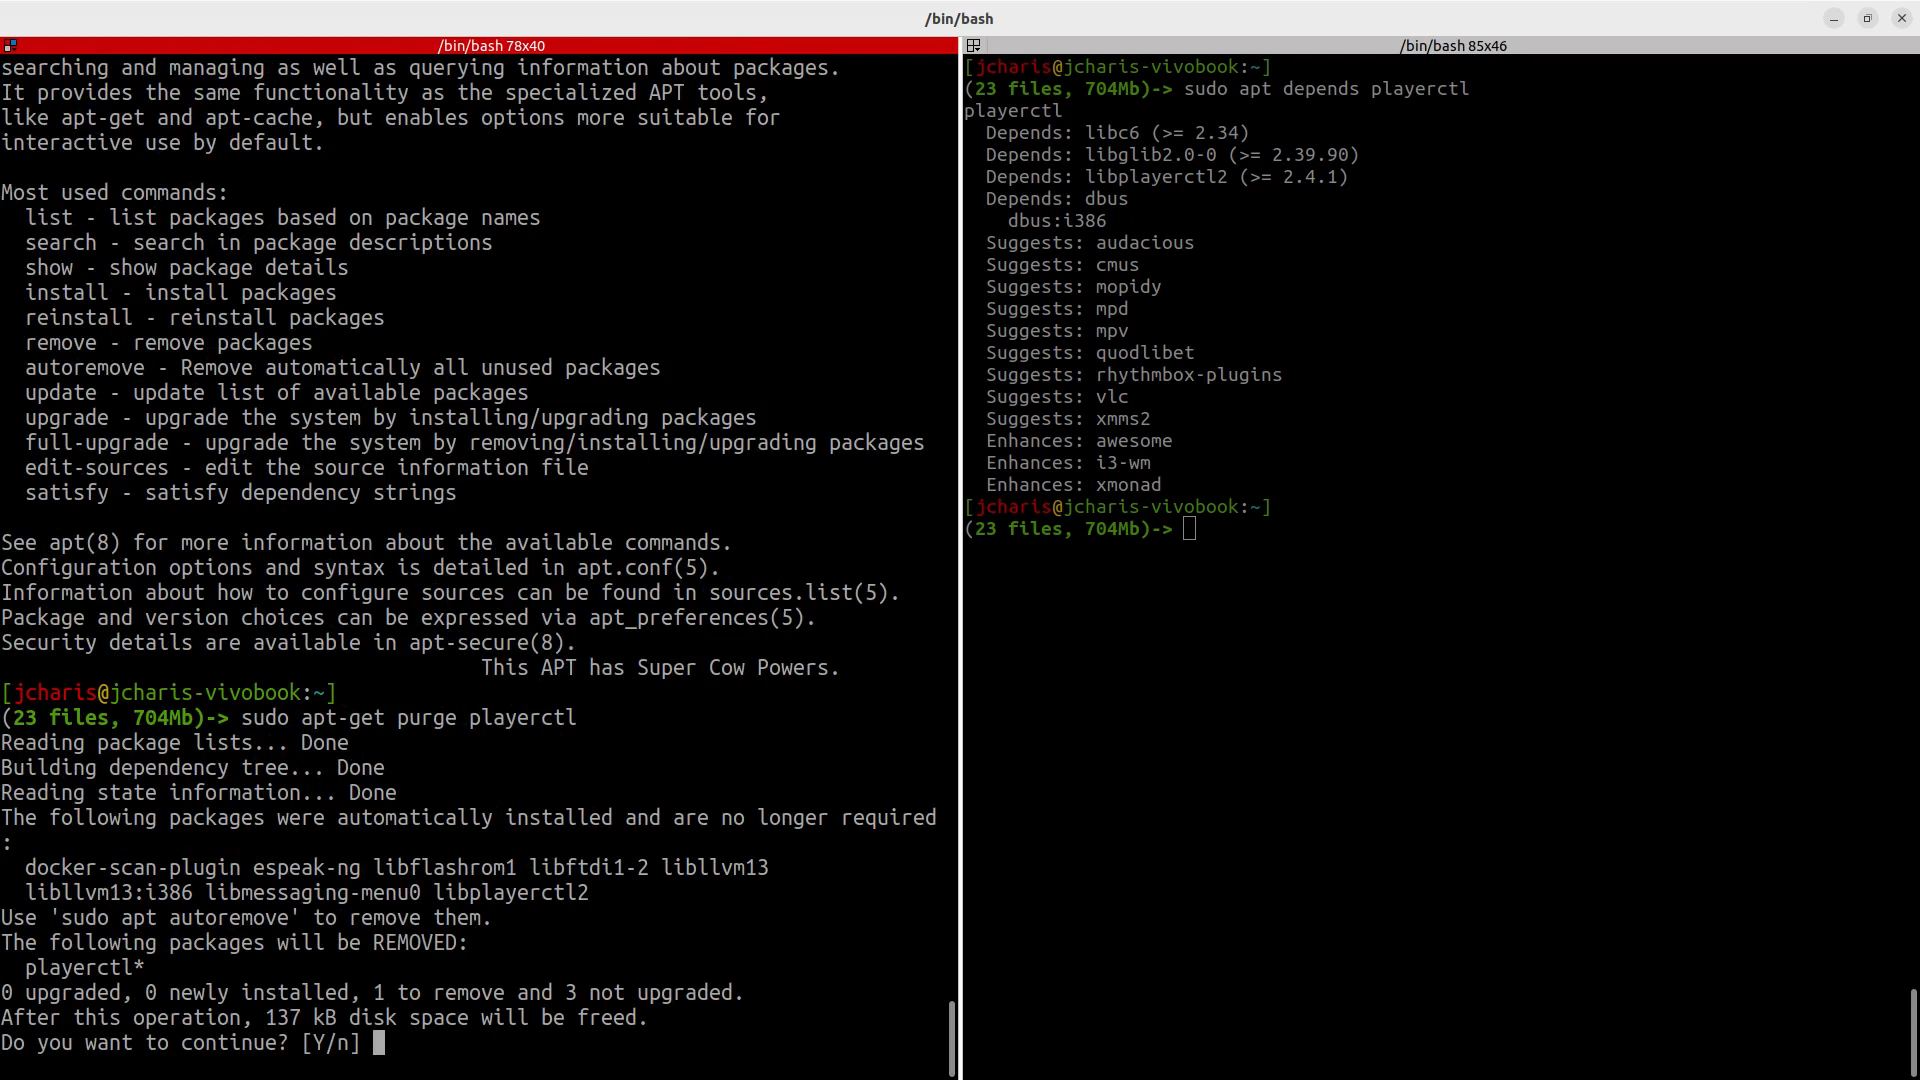 /bin/bash
/bin/bash 78x40
searching and managing as well as querying information about packages.
It provides the same functionality as the specialized APT tools,
like apt-get and apt-cache, but enables options more suitable for
interactive use by default.
Most used commands:
list - list packages based on package names
search - search in package descriptions
show - show package details
install - install packages
reinstall - reinstall packages
remove - remove packages
autoremove - Remove automatically all unused packages
update - update list of available packages
upgrade - upgrade the system by installing/upgrading packages
full-upgrade - upgrade the system by removing/installing/upgrading packages
edit-sources - edit the source information file
satisfy - satisfy dependency strings
See apt(8) for more information about the available commands.
Configuration options and syntax is detailed in apt.conf(5).
Information about how to configure sources can be found in sources.list(5).
Package and version choices can be expressed via apt_preferences(5).
Security details are available in apt-secure(8).
This APT has Super Cow Powers.
[jcharis@jcharis-vivobook:~]
(23 files, 704Mb)-> sudo apt-get purge playerctl
Reading package lists... Done
Building dependency tree... Done
Reading state information... Done
The following packages were automatically installed and are no longer required
:
docker-scan-plugin espeak-ng libflashrom1 libftdi1-2 libllvm13
libllvm13:i386 libmessaging-menu0 libplayerctl2
Use 'sudo apt autoremove' to remove them.
The following packages will be REMOVED:
playerctl*
0 upgraded, 0 newly installed, 1 to remove and 3 not upgraded.
After this operation, 137 kB disk space will be freed.
Do you want to continue? [Y/n]
/bin/bash 85x46
[jcharis@jcharis-vivobook:~]
(23 files, 704Mb)-> sudo apt depends playerctl
playerctl
Depends: libc6 (>= 2.34)
Depends: libglib2.0-0 (>= 2.39.90)
Depends: libplayerctl2 (>= 2.4.1)
Depends: dbus
dbus:i386
Suggests: audacious
Suggests: cmus
Suggests: mopidy
Suggests: mpd
Suggests: mpv
Suggests: quodlibet
Suggests: rhythmbox-plugins
Suggests: vlc
Suggests: xmms2
Enhances: awesome
Enhances: i3-wm
Enhances: xmonad
[jcharis@jcharis-vivobook:~]
(23 files, 704Mb)->